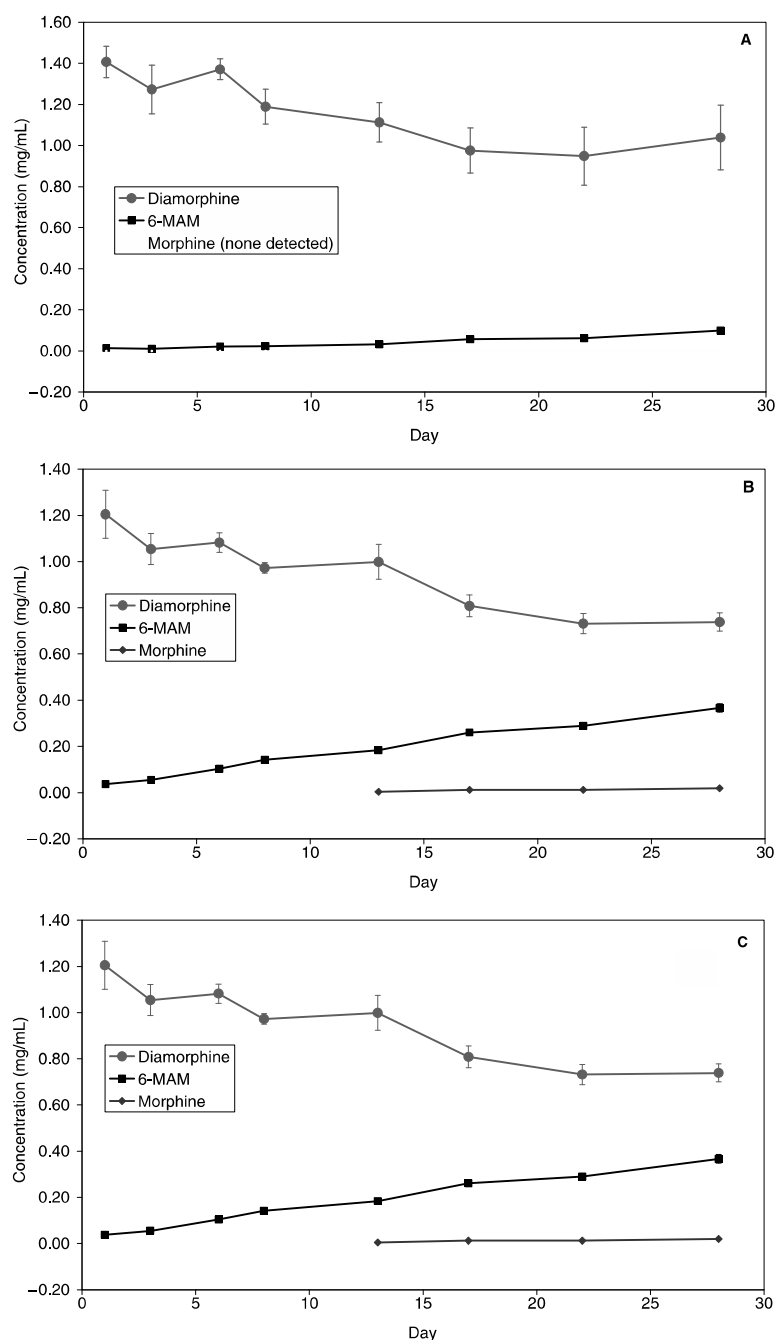 A
1.60
1.40
1.20
1.00
0.80
0.60
0.40
0.20
0.00
−0.20
Concentration (mg/mL)
Diamorphine
6-MAM
Morphine (none detected)
0 5 10 15 20 25 30
Day
B
1.40
1.20
1.00
0.80
0.60
0.40
0.20
0.00
−0.20
Concentration (mg/mL)
Diamorphine
6-MAM
Morphine
0 5 10 15 20 25 30
Day
C
1.40
1.20
1.00
0.80
0.60
0.40
0.20
0.00
−0.20
Concentration (mg/mL)
Diamorphine
6-MAM
Morphine
0 5 10 15 20 25 30
Day